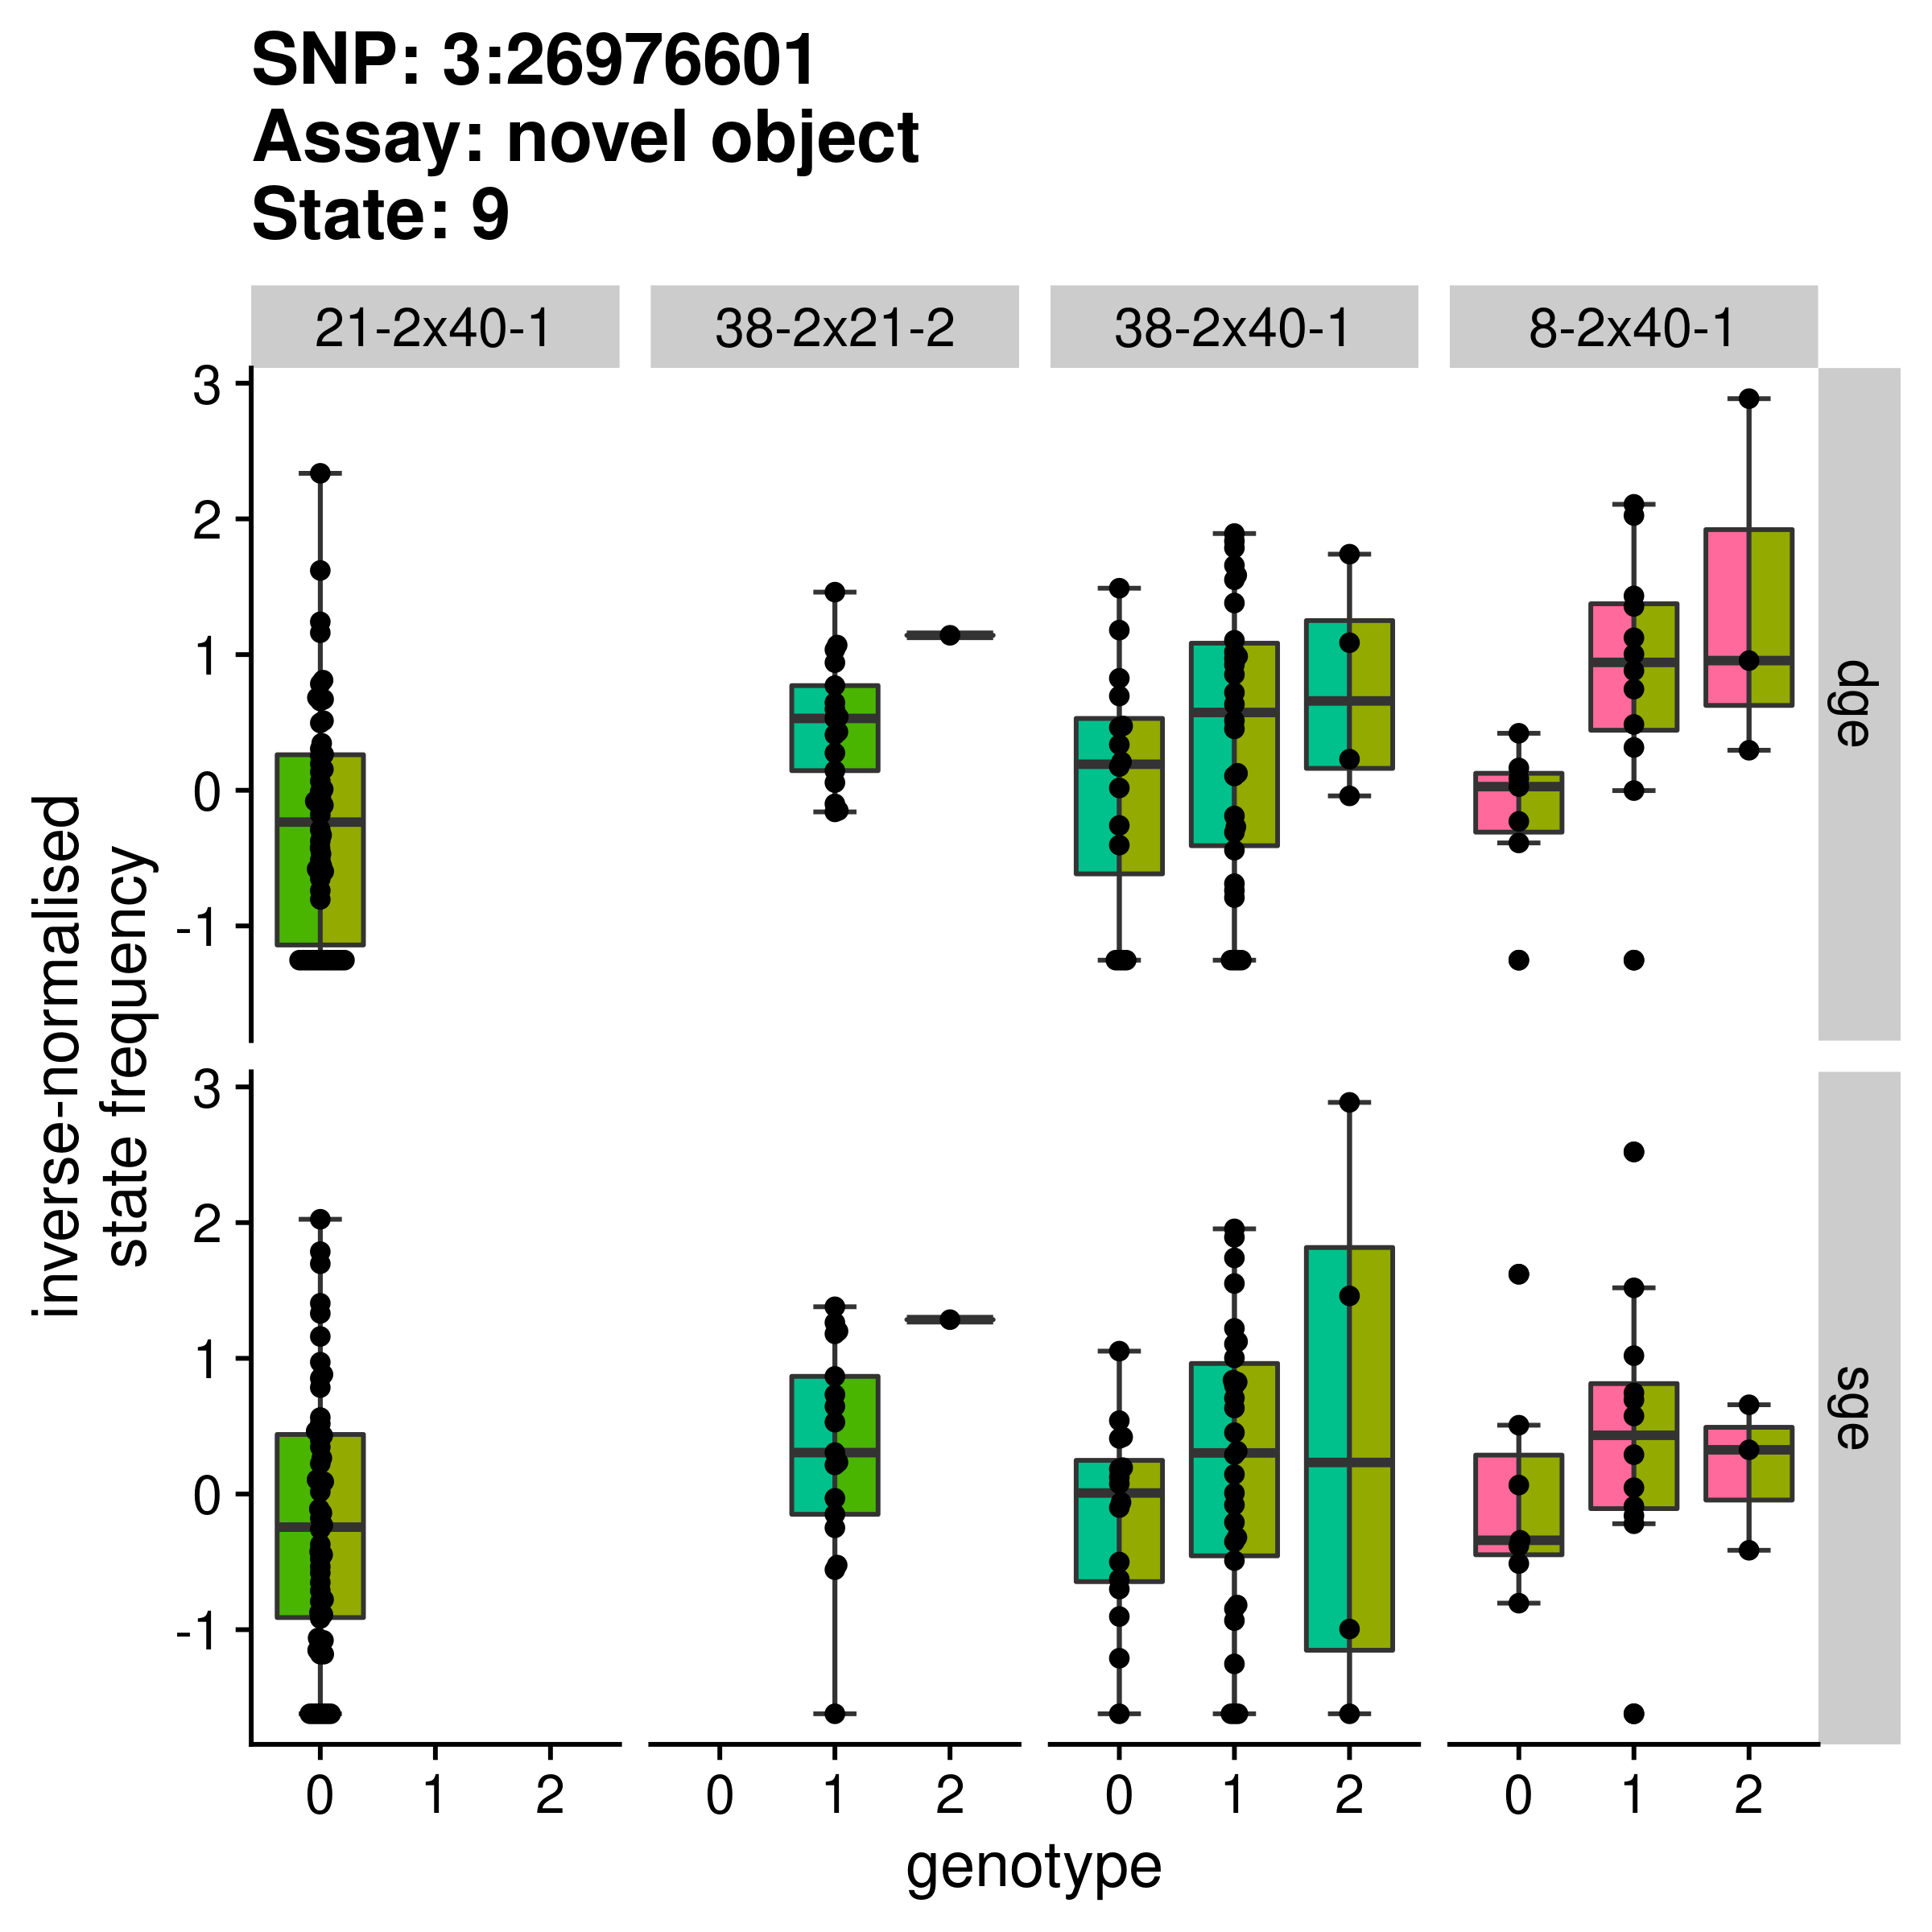 SNP: 3:26976601
Assay: novel object
State: 9
21-2x40-1 38-2x21-2 38-2x40-1 8-2x40-1
3
2
1
0
-1
dge
3
2
1
0
-1
sge
inverse-normalised
state frequency
0 1 2 0 1 2 0 1 2 0 1 2
genotype